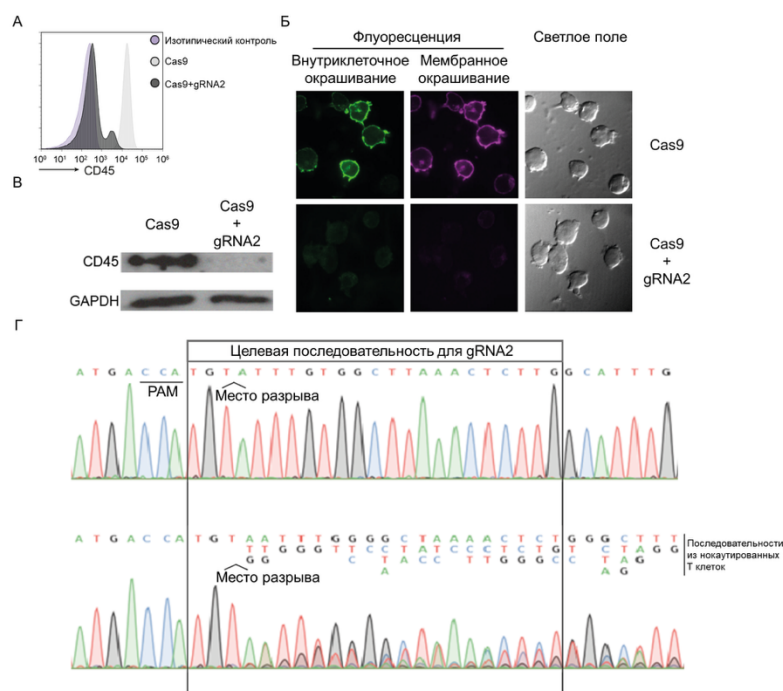 А
Изотипический контроль
Cas9
Cas9+gRNA2
10⁰ 10¹ 10² 10³ 10⁴ 10⁵ 10⁶
CD45
Б
Флуоресценция
Светлое поле
Внутриклеточное окрашивание
Мембранное окрашивание
Cas9
Cas9
+
gRNA2
В
Cas9
Cas9
+
gRNA2
CD45
GAPDH
Г
Целевая последовательность для gRNA2
A T G A C C A T G T A T T T G T G G C T T A A A C T C T T G G C A T T T G
PAM
Место разрыва
A T G A C C A T G T
Место разрыва
Последовательности
из нокаутированных
Т клеток